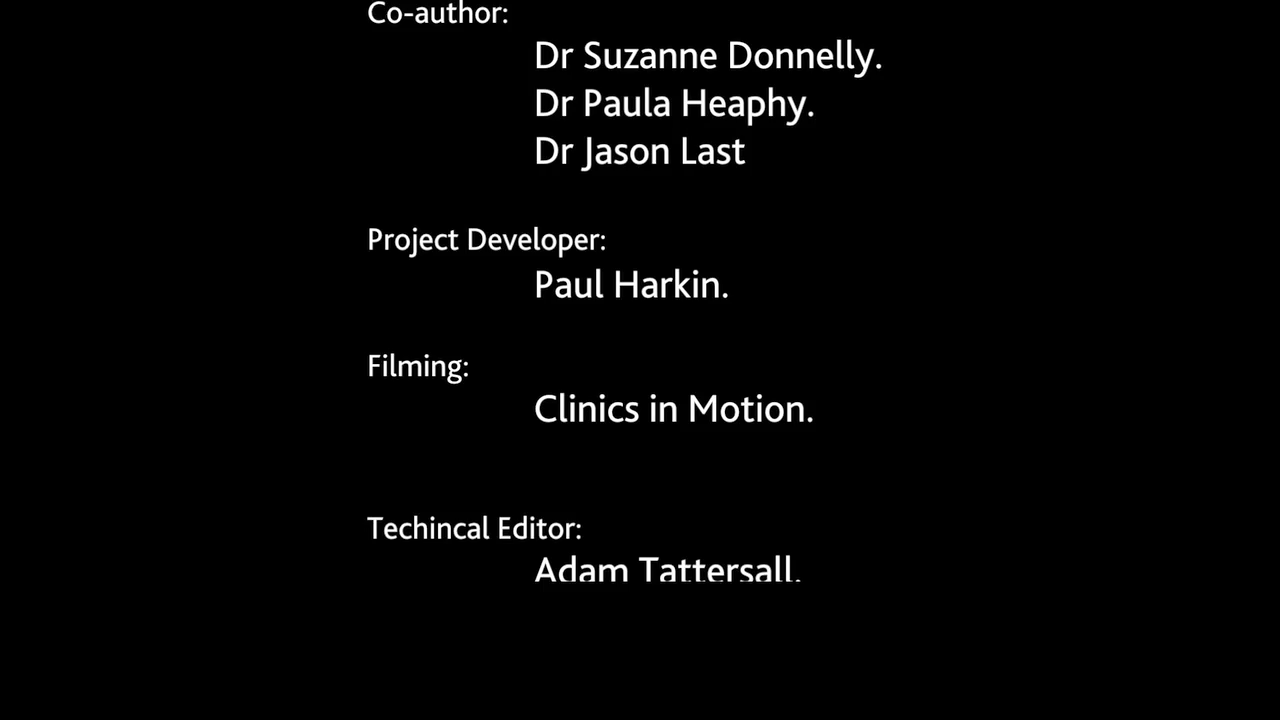 Co-author:
Dr Suzanne Donnelly.
Dr Paula Heaphy.
Dr Jason Last
Project Developer:
Paul Harkin.
Filming:
Clinics in Motion.
Techincal Editor:
Adam Tattersall.